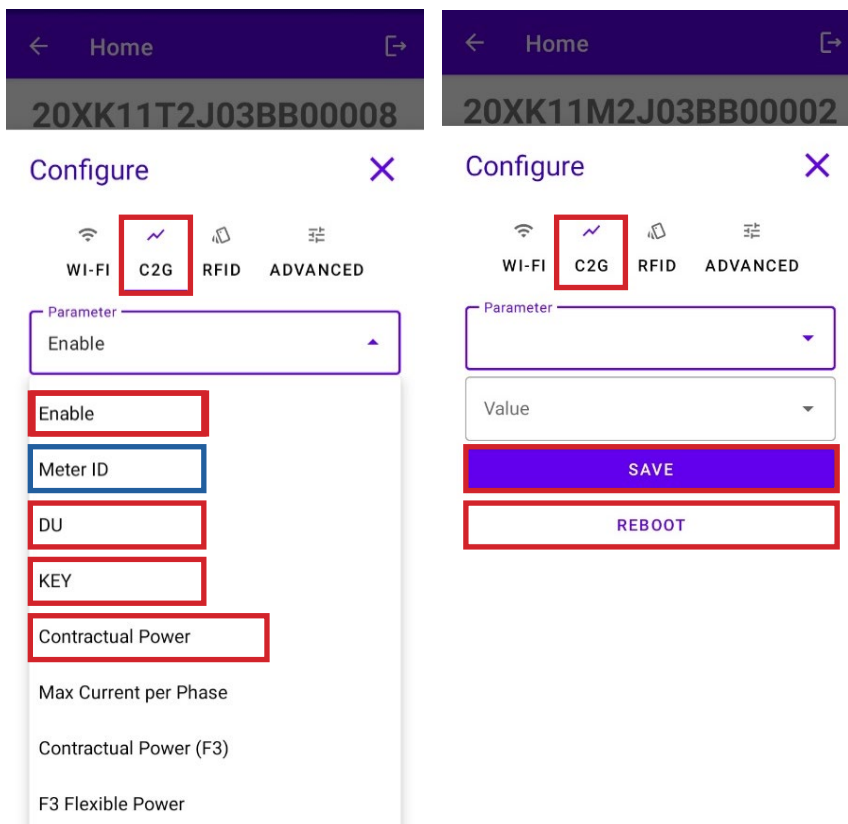 Home
20XK11T2J03BB00008
Configure
WI-FI C2G RFID ADVANCED
Parameter
Enable
Enable
Meter ID
DU
KEY
Contractual Power
Max Current per Phase
Contractual Power (F3)
F3 Flexible Power
Home
20XK11M2J03BB00002
Configure
WI-FI C2G RFID ADVANCED
Parameter
Value
SAVE
REBOOT